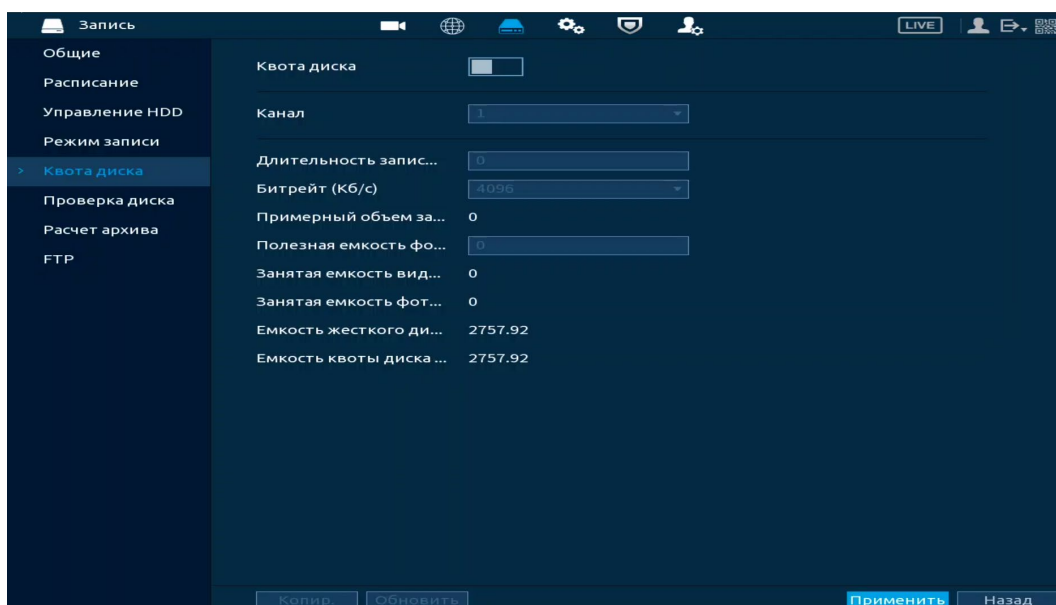 Запись
LIVE
Общие
Расписание
Управление HDD
Режим записи
> Квота диска
Проверка диска
Расчет архива
FTP
Квота диска
Канал 1
Длительность запис... 0
Битрейт (Кб/с) 4096
Примерный объем за... 0
Полезная емкость фо... 0
Занятая емкость вид... 0
Занятая емкость фот... 0
Емкость жесткого ди... 2757.92
Емкость квоты диска ... 2757.92
Копир. Обновить Применить Назад